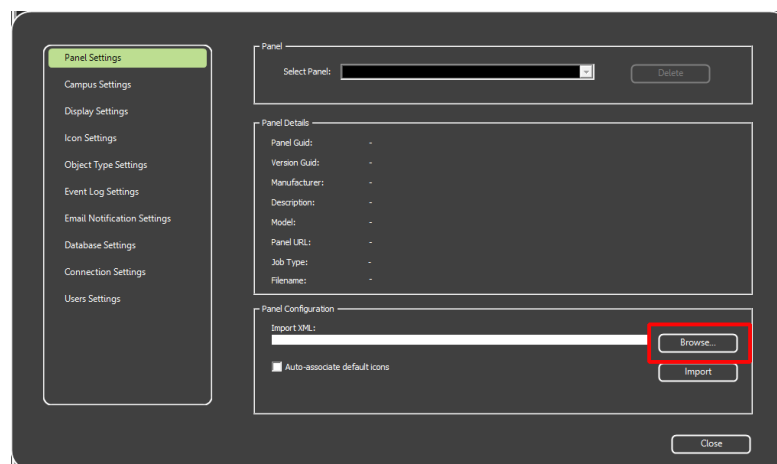 Panel Settings
Campus Settings
Display Settings
Icon Settings
Object Type Settings
Event Log Settings
Email Notification Settings
Database Settings
Connection Settings
Users Settings
Panel
Select Panel:
Delete
Panel Details
Panel Guid: -
Version Guid: -
Manufacturer: -
Description: -
Model: -
Panel URL: -
Job Type: -
Filename: -
Panel Configuration
Import XML:
Browse...
Auto-associate default icons
Import
Close